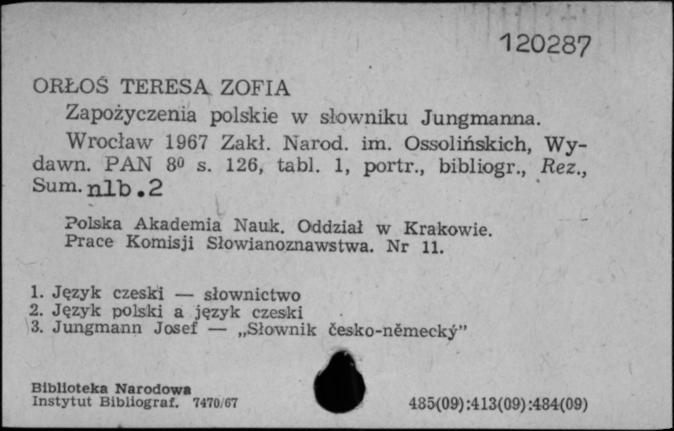 120287
ORŁOŚ TERESA ZOFIA
Zapożyczenia polskie w słowniku Jungmanna.
Wrocław 1967 Zakł. Narod. im. Ossolińskich, Wy-
dawn. PAN 8⁰ s. 126, tabl. 1, portr., bibliogr., Rez.,
Sum. nlb.2
Polska Akademia Nauk. Oddział w Krakowie.
Prace Komisji Słowianoznawstwa. Nr 11.
1. Język czeski — słownictwo
2. Język polski a język czeski
3. Jungmann Josef — „Słownik česko-německý”
Biblioteka Narodowa
Instytut Bibliograf. 7470/67
485(09):413(09):484(09)